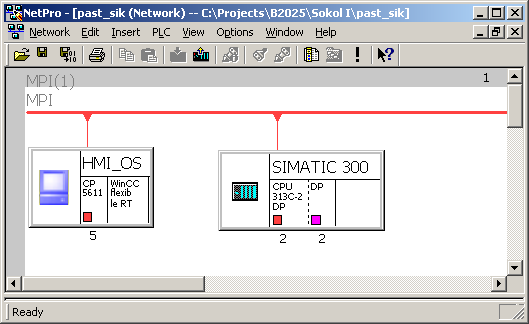 NetPro - [past_sik (Network) -- C:\Projects\B2025\Sokol I\past_sik]
Network Edit Insert PLC View Options Window Help
MPI(1)
1
MPI
HMI_OS
CP 5611
WinCC flexib le RT
5
SIMATIC 300
CPU 313C-2 DP
DP
2 2
Ready